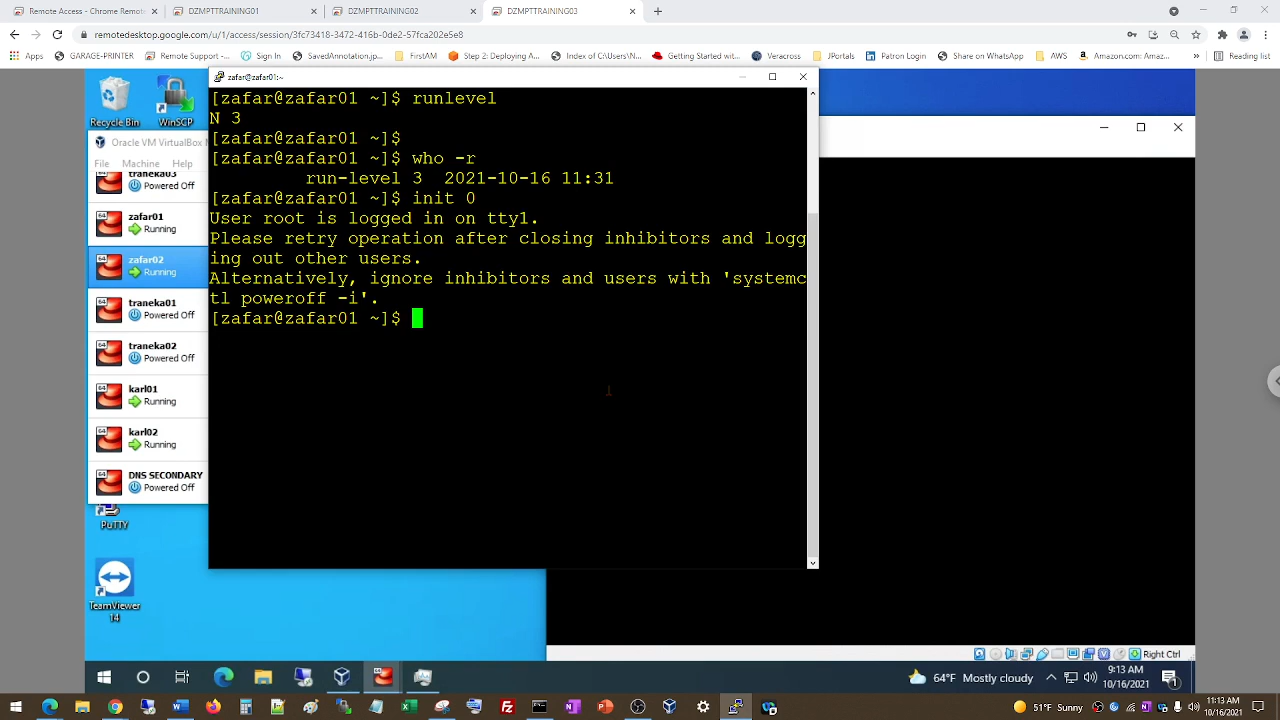 Remote Access - Chrome Remote
DZMPTTRAINING01
DZMPTTRAINING02
DZMPTTRAINING03
remotedesktop.google.com/u/1/access/session/3fc73418-3472-416b-0de2-57fca202e5e8
Apps
GARAGE-PRINTER
Remote Support - ...
SavedAnnotation(j...
FirstAM
Step 2: Deploying A...
Index of C:\Users\N...
Getting Started wit...
Veracross
JPortals
Patron Login
Share on WhatsApp
AWS
Amazon.com...
»
Reading list
Recycle Bin
WinSCP
zafar@zafar01:~
Oracle VM VirtualBox M
File Machine Help
traneka03
Powered Off
zafar01
Running
zafar02
Running
traneka01
Powered Off
traneka02
Powered Off
karl01
Running
karl02
Running
DNS SECONDARY
Powered Off
[zafar@zafar01 ~]$ runlevel
N 3
[zafar@zafar01 ~]$
[zafar@zafar01 ~]$ who -r
run-level 3 2021-10-16 11:31
[zafar@zafar01 ~]$ init 0
User root is logged in on tty1.
Please retry operation after closing inhibitors and logg
ing out other users.
Alternatively, ignore inhibitors and users with 'systemc
tl poweroff -i'.
[zafar@zafar01 ~]$
PuTTY
TeamViewer
14
Right Ctrl
64°F Mostly cloudy
9:13 AM
10/16/2021
51°F Sunny
11:13 AM
10/16/2021